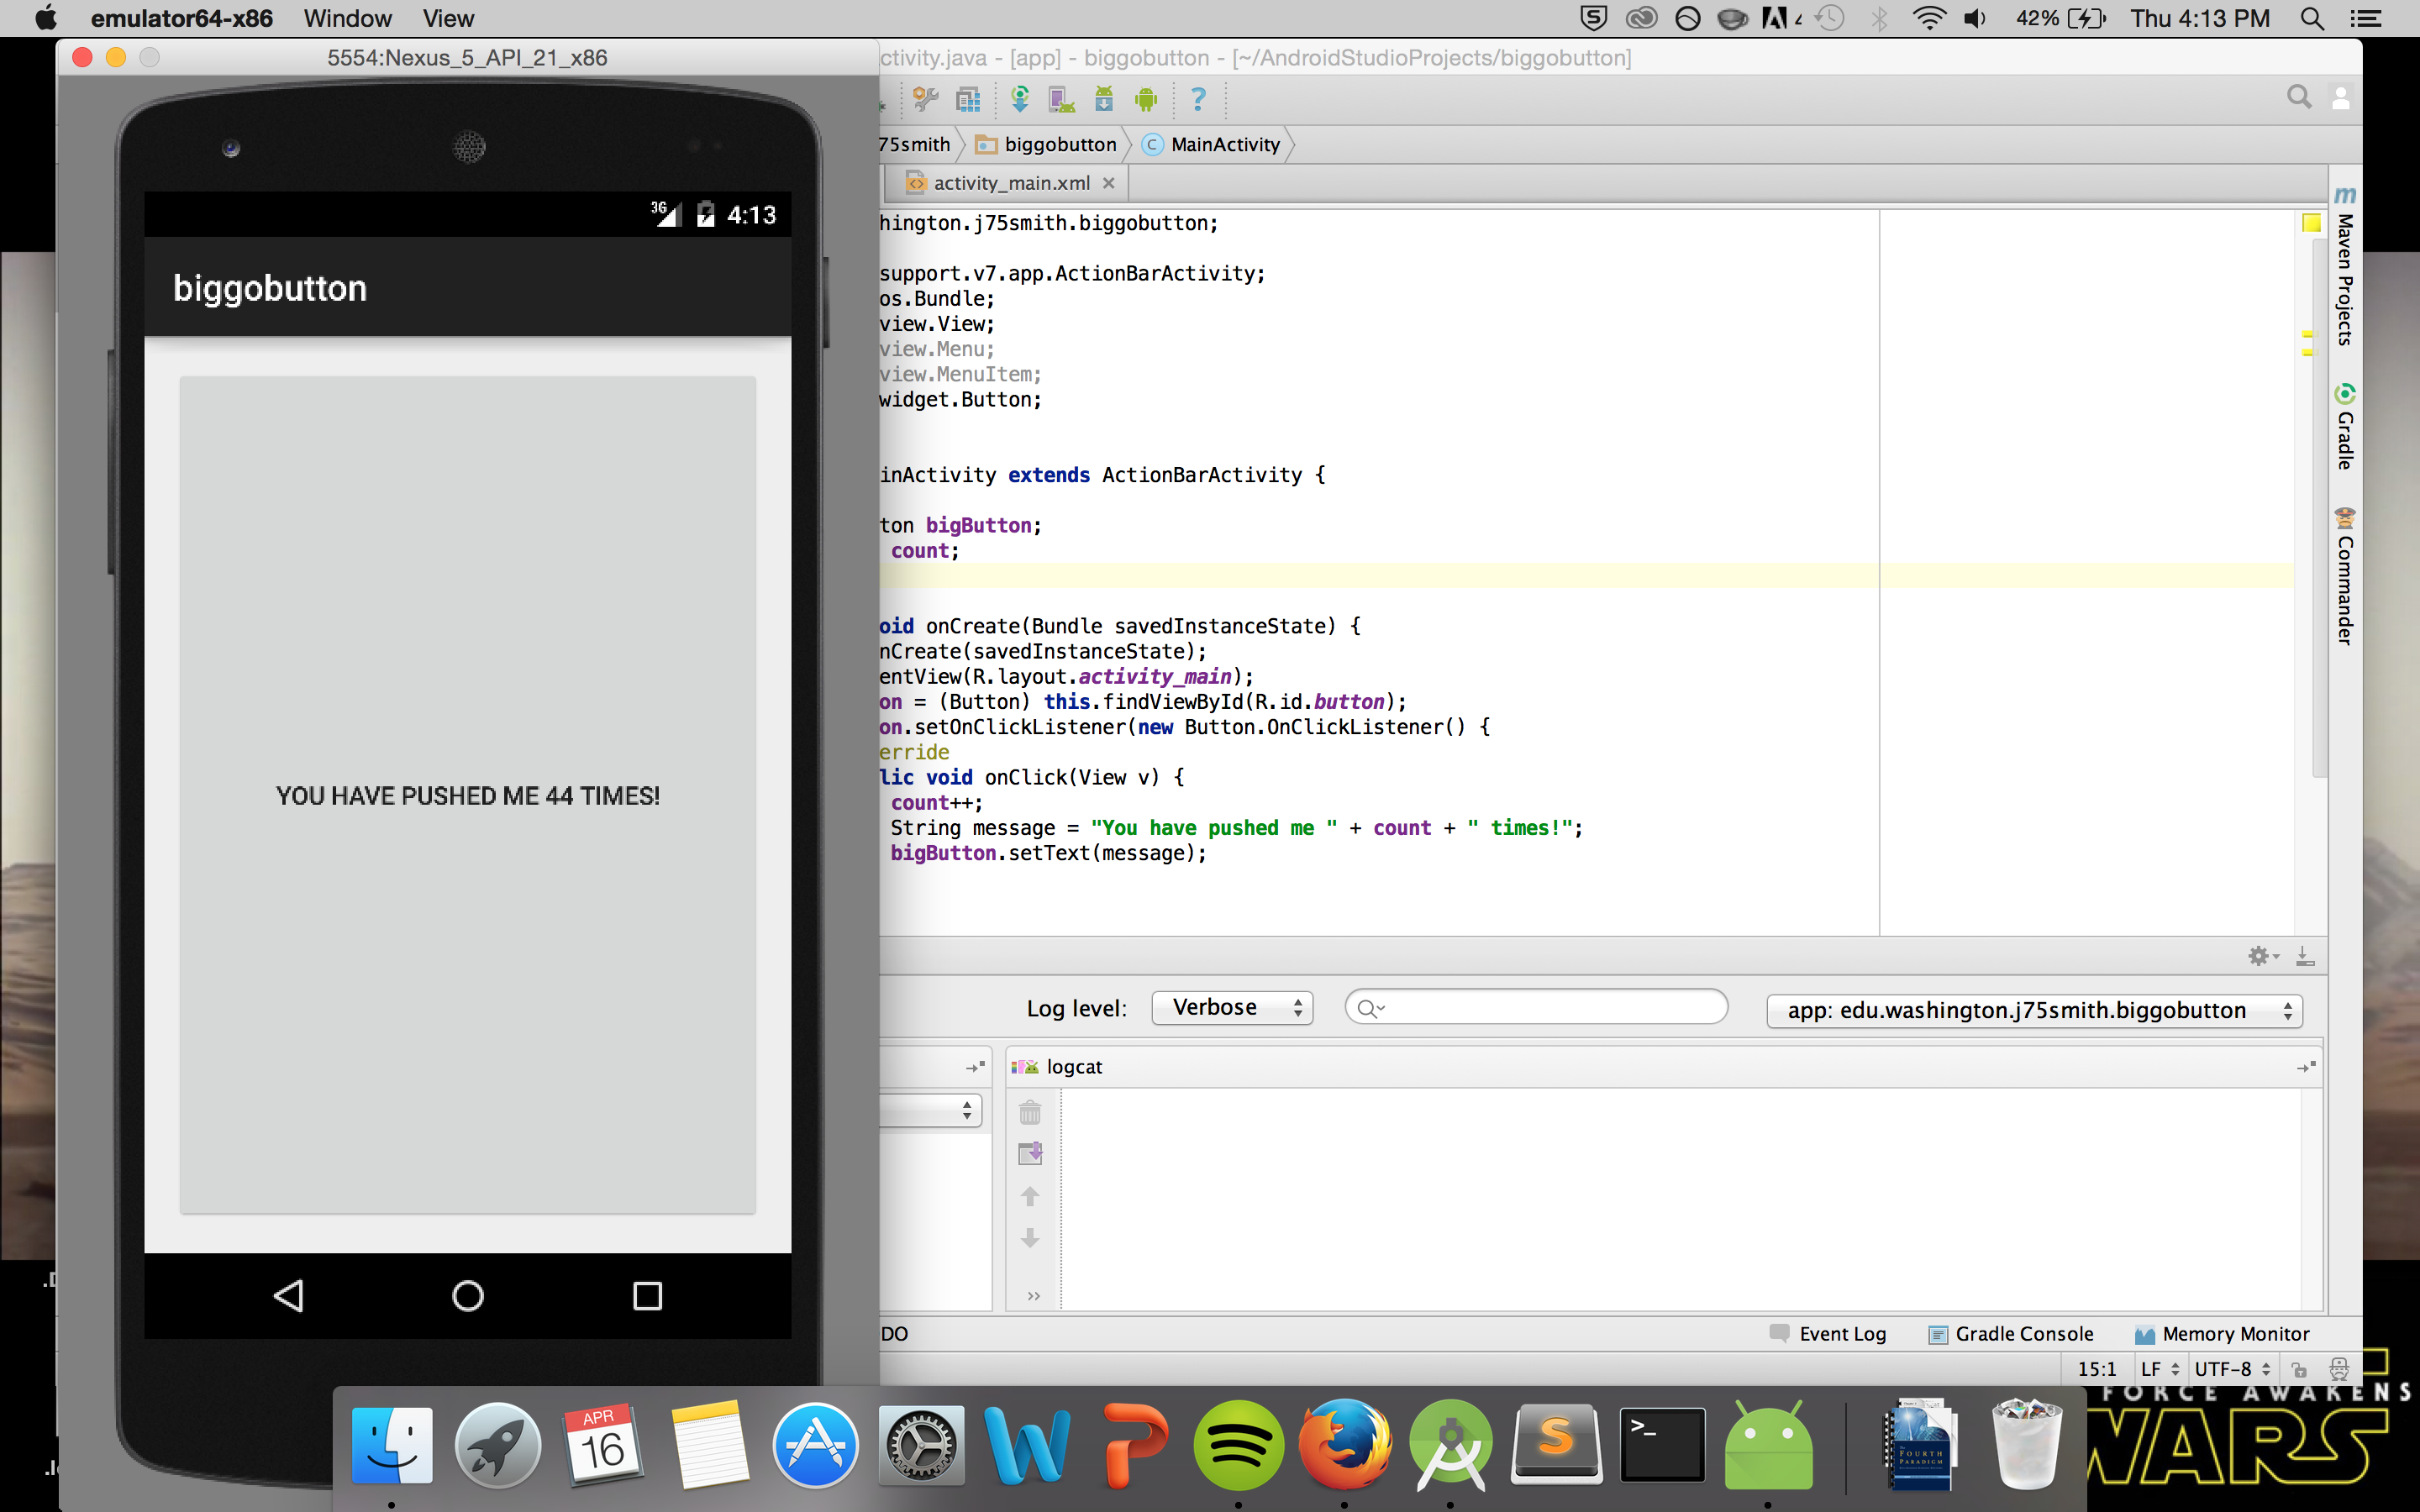 emulator64-x86 Window View
42% Thu 4:13 PM
5554:Nexus_5_API_21_x86
ctivity.java - [app] - biggobutton - [~/AndroidStudioProjects/biggobutton]
75smith biggobutton MainActivity
activity_main.xml
3G 4:13
biggobutton
YOU HAVE PUSHED ME 44 TIMES!
hington.j75smith.biggobutton;
support.v7.app.ActionBarActivity;
os.Bundle;
view.View;
view.Menu;
view.MenuItem;
widget.Button;
inActivity extends ActionBarActivity {
ton bigButton;
count;
oid onCreate(Bundle savedInstanceState) {
nCreate(savedInstanceState);
entView(R.layout.activity_main);
on = (Button) this.findViewById(R.id.button);
on.setOnClickListener(new Button.OnClickListener() {
erride
lic void onClick(View v) {
count++;
String message = "You have pushed me " + count + " times!";
bigButton.setText(message);
Maven Projects
Gradle
Commander
Log level: Verbose app: edu.washington.j75smith.biggobutton
logcat
DO Event Log Gradle Console Memory Monitor
15:1 LF UTF-8
APR
16
THE FOURTH PARADIGM
FORCE AWAKENS
WARS